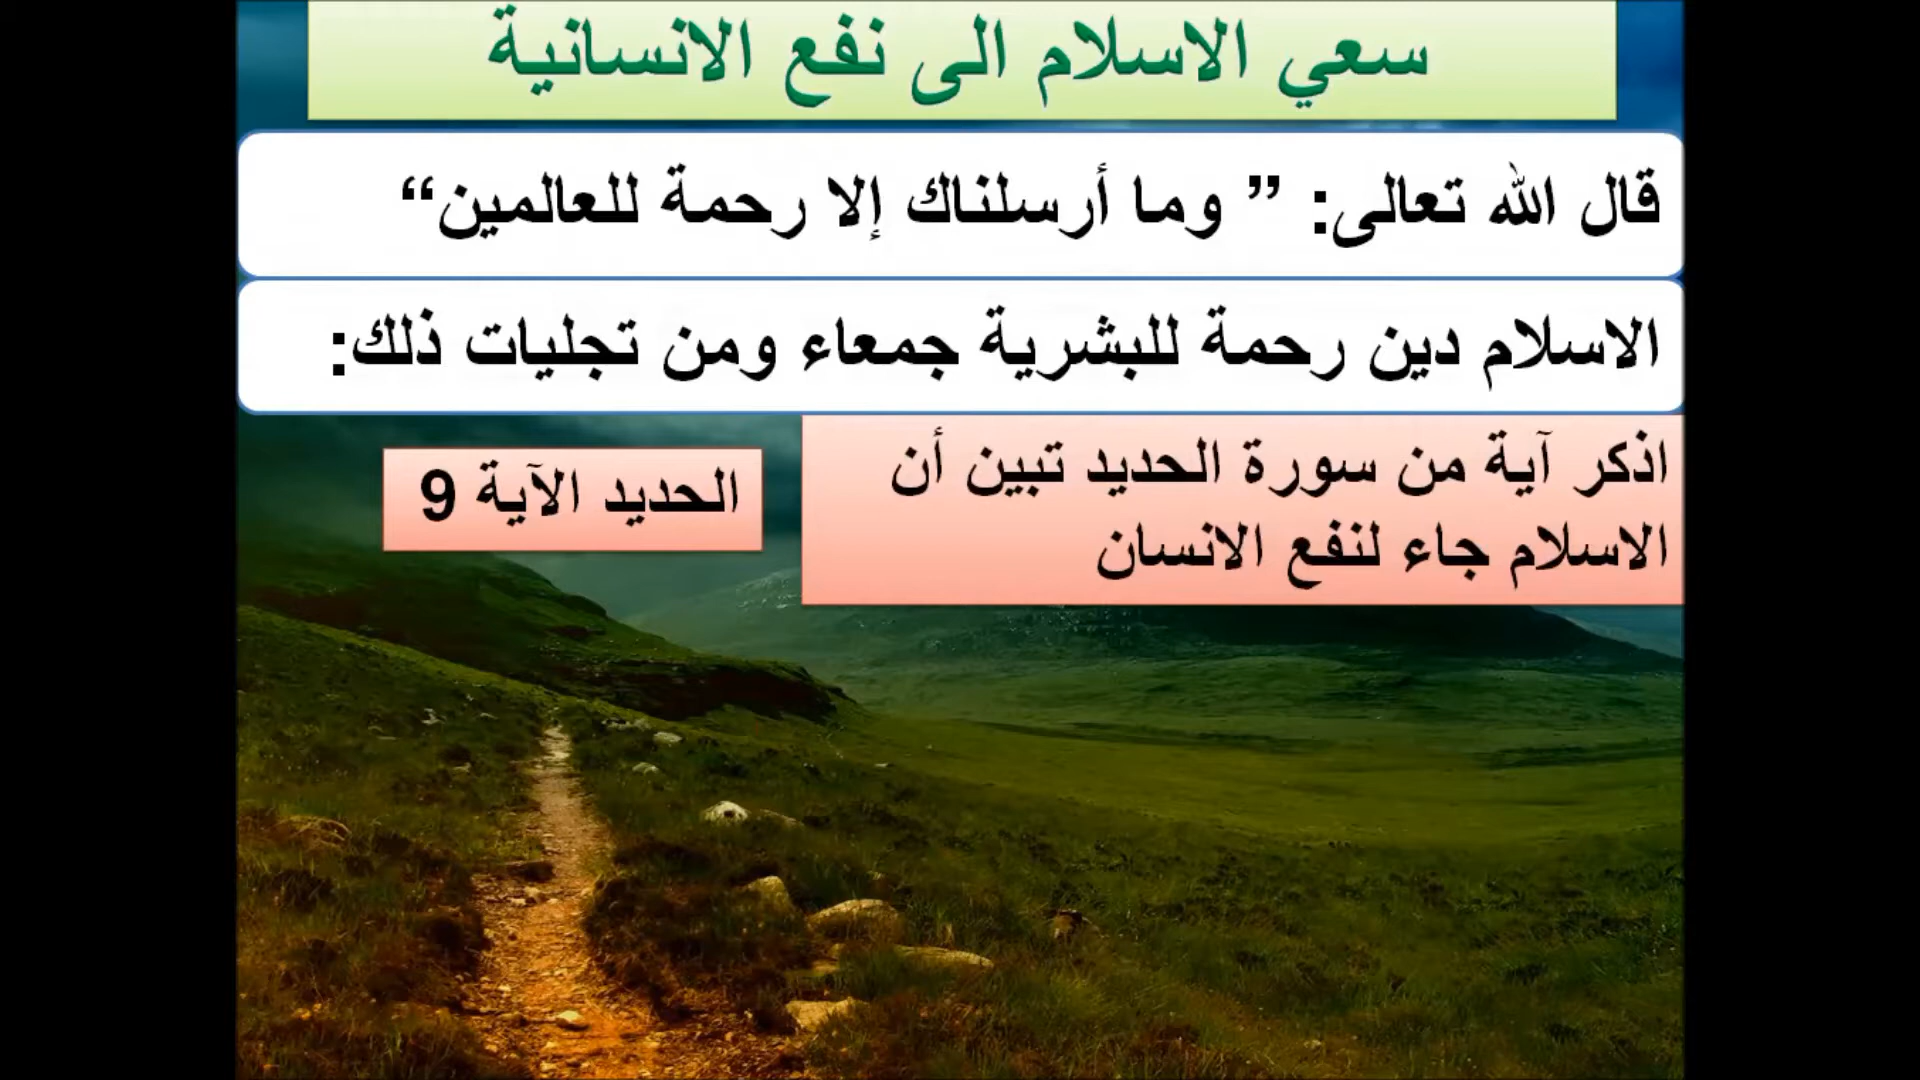 سعي الاسلام الى نفع الانسانية
قال الله تعالى: ” وما أرسلناك إلا رحمة للعالمين“
الاسلام دين رحمة للبشرية جمعاء ومن تجليات ذلك:
اذكر آية من سورة الحديد تبين أن
الاسلام جاء لنفع الانسان
الحديد الآية 9